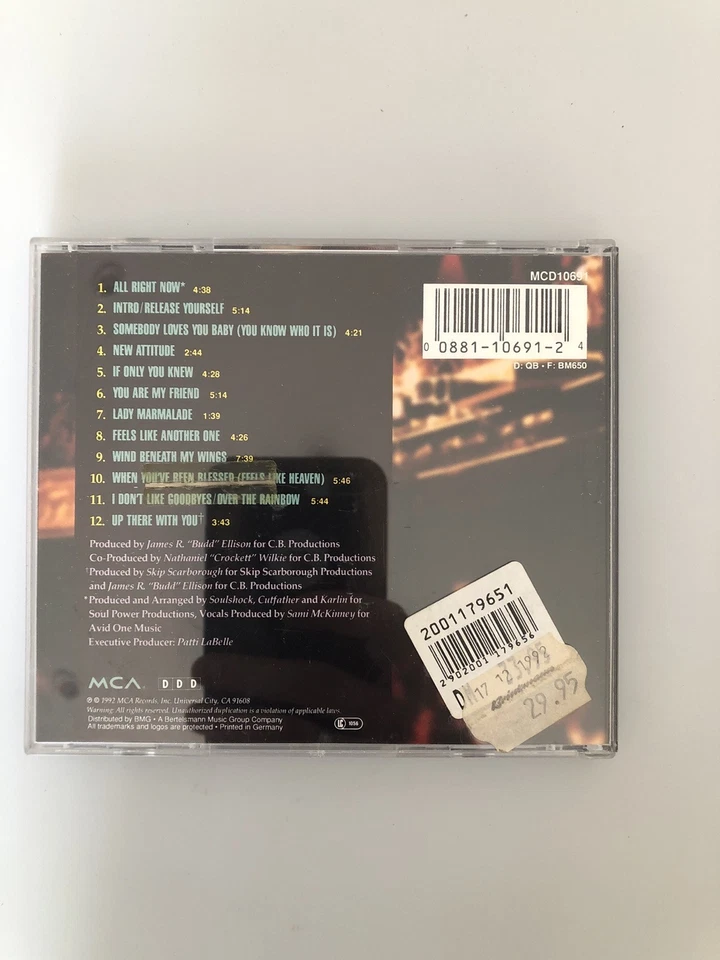 MCD10691
1. ALL RIGHT NOW* 4:38
2. INTRO/RELEASE YOURSELF 5:14
3. SOMEBODY LOVES YOU BABY (YOU KNOW WHO IT IS) 4:21
4. NEW ATTITUDE 2:44
5. IF ONLY YOU KNEW 4:28
6. YOU ARE MY FRIEND 5:14
7. LADY MARMALADE 1:39
8. FEELS LIKE ANOTHER ONE 4:26
9. WIND BENEATH MY WINGS 7:39
10. WHEN YOU'VE BEEN BLESSED (FEELS LIKE HEAVEN) 5:46
11. I DON'T LIKE GOODBYES/OVER THE RAINBOW 5:44
12. UP THERE WITH YOU† 3:43
0 0881-10691-2 4
D: QB • F: BM650
Produced by James R. "Budd" Ellison for C.B. Productions
Co-Produced by Nathaniel "Crockett" Wilkie for C.B. Productions
†Produced by Skip Scarborough for Skip Scarborough Productions
and James R. "Budd" Ellison for C.B. Productions
*Produced and Arranged by Soulshock, Cutfather and Karlin for
Soul Power Productions, Vocals Produced by Sami McKinney for
Avid One Music
Executive Producer: Patti LaBelle
MCA. D D D
℗ © 1992 MCA Records, Inc. Universal City, CA 91608
Warning: All rights reserved. Unauthorized duplication is a violation of applicable laws.
Distributed by BMG • A Bertelsmann Music Group Company
All trademarks and logos are protected • Printed in Germany
LC 1056
2001179651
2 902001 179656
29.95